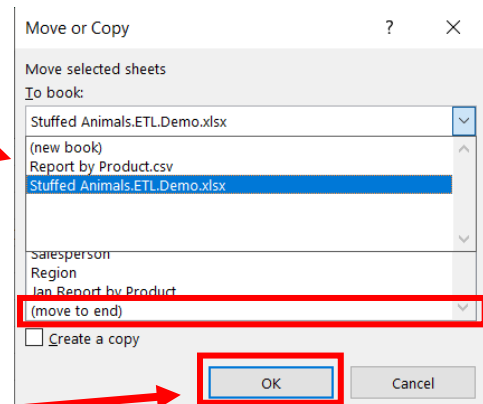 Move or Copy ? ×
Move selected sheets
To book:
Stuffed Animals.ETL.Demo.xlsx
(new book)
Report by Product.csv
Stuffed Animals.ETL.Demo.xlsx
Salesperson
Region
Jan Report by Product
(move to end)
Create a copy
OK Cancel